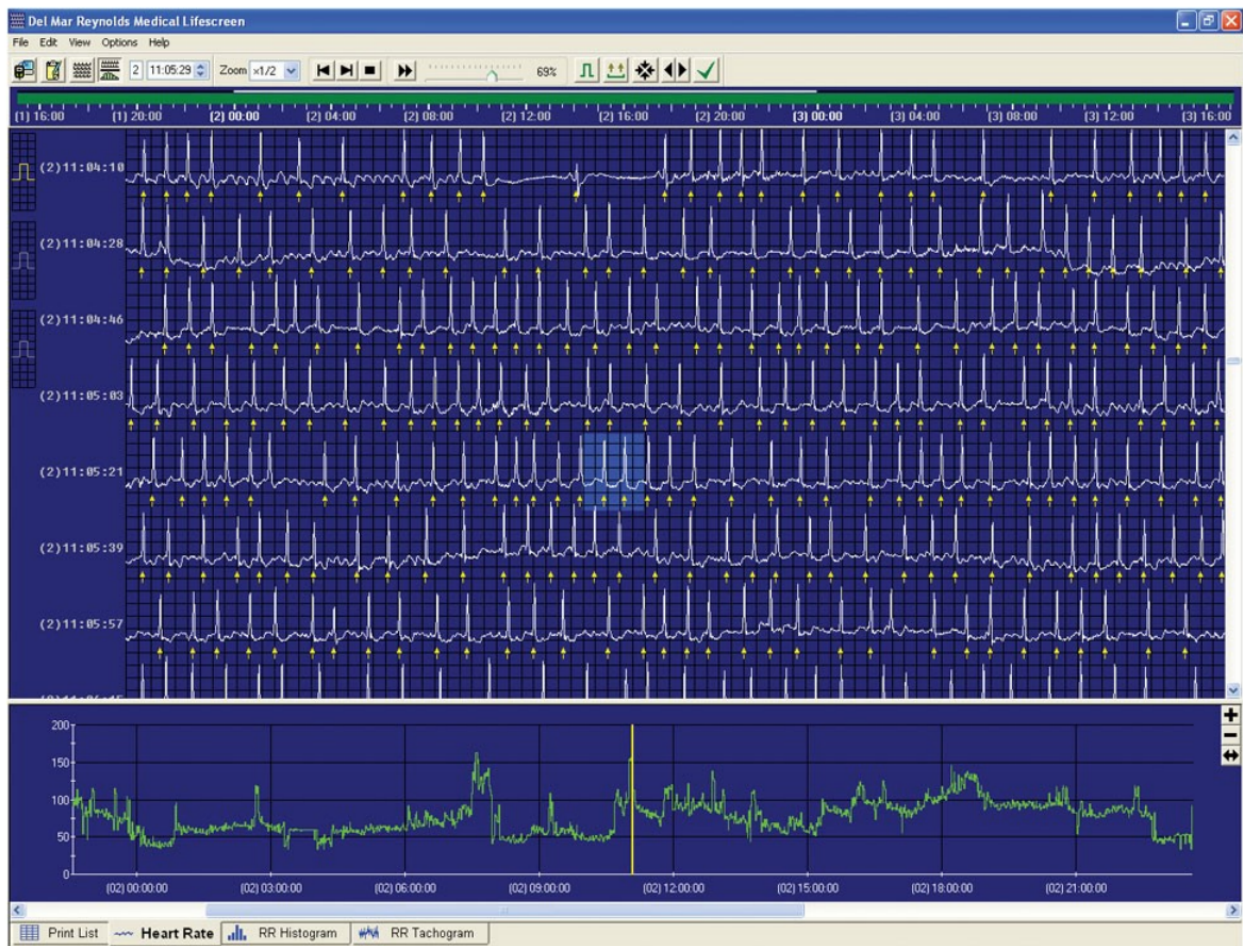 Del Mar Reynolds Medical Lifescreen
File Edit View Options Help
2 11:05:29 Zoom x1/2 69%
(1) 16:00 (1) 20:00 (2) 00:00 (2) 04:00 (2) 08:00 (2) 12:00 (2) 16:00 (2) 20:00 (3) 00:00 (3) 04:00 (3) 08:00 (3) 12:00 (3) 16:00
(2)11:04:10
(2)11:04:28
(2)11:04:46
(2)11:05:03
(2)11:05:21
(2)11:05:39
(2)11:05:57
200
150
100
50
0
(02) 00:00:00 (02) 03:00:00 (02) 06:00:00 (02) 09:00:00 (02) 12:00:00 (02) 15:00:00 (02) 18:00:00 (02) 21:00:00
Print List Heart Rate RR Histogram RR Tachogram